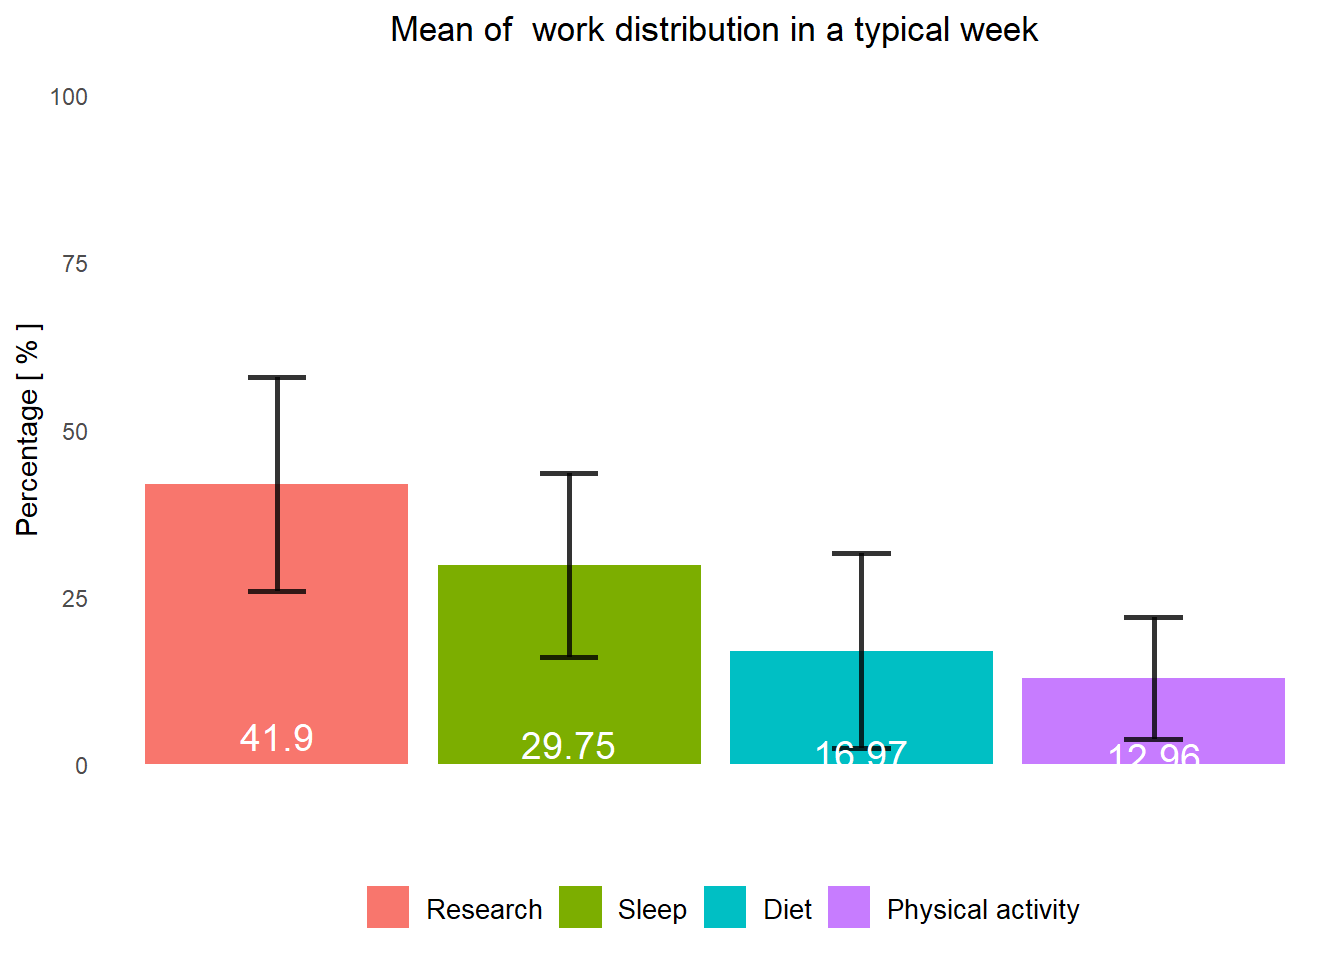 Mean of  work distribution in a typical week
100
75
50
25
0
Percentage [ % ]
41.9
29.75
16.97
12.96
Research
Sleep
Diet
Physical activity